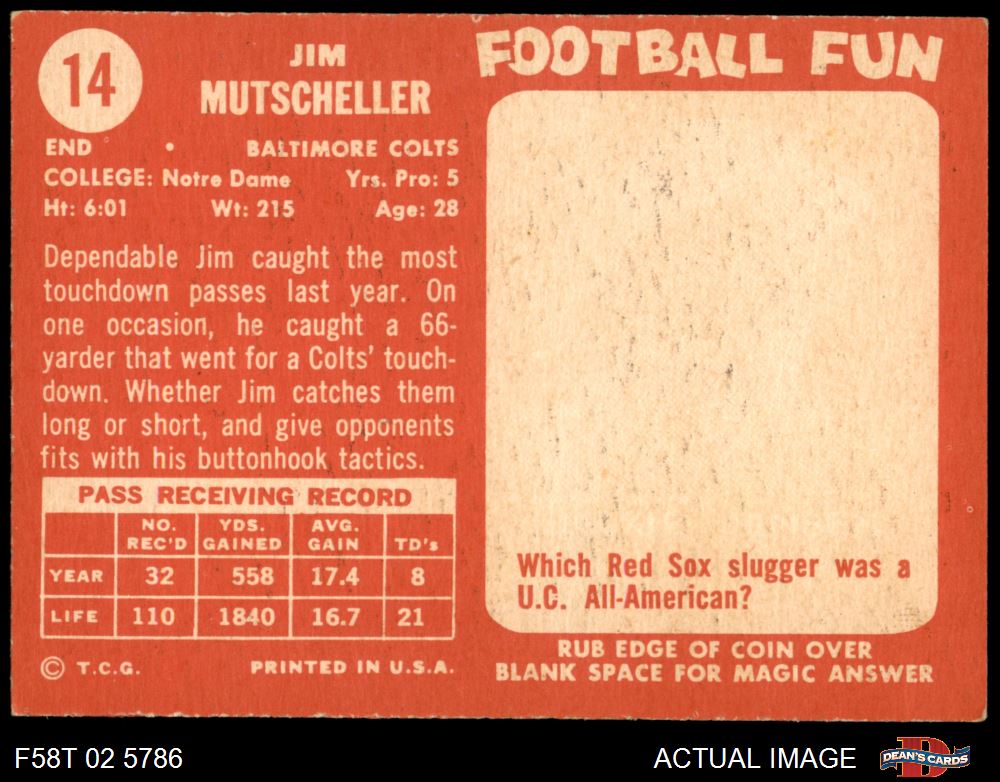 14
JIM
MUTSCHELLER
END • BALTIMORE COLTS
COLLEGE: Notre Dame Yrs. Pro: 5
Ht: 6:01 Wt: 215 Age: 28
Dependable Jim caught the most
touchdown passes last year. On
one occasion, he caught a 66-
yarder that went for a Colts' touch-
down. Whether Jim catches them
long or short, and give opponents
fits with his buttonhook tactics.
PASS RECEIVING RECORD
NO. REC'D YDS. GAINED AVG. GAIN TD's
YEAR 32 558 17.4 8
LIFE 110 1840 16.7 21
© T.C.G. PRINTED IN U.S.A.
FOOTBALL FUN
Which Red Sox slugger was a
U.C. All-American?
RUB EDGE OF COIN OVER
BLANK SPACE FOR MAGIC ANSWER
F58T 02 5786
ACTUAL IMAGE
DEAN'S CARDS